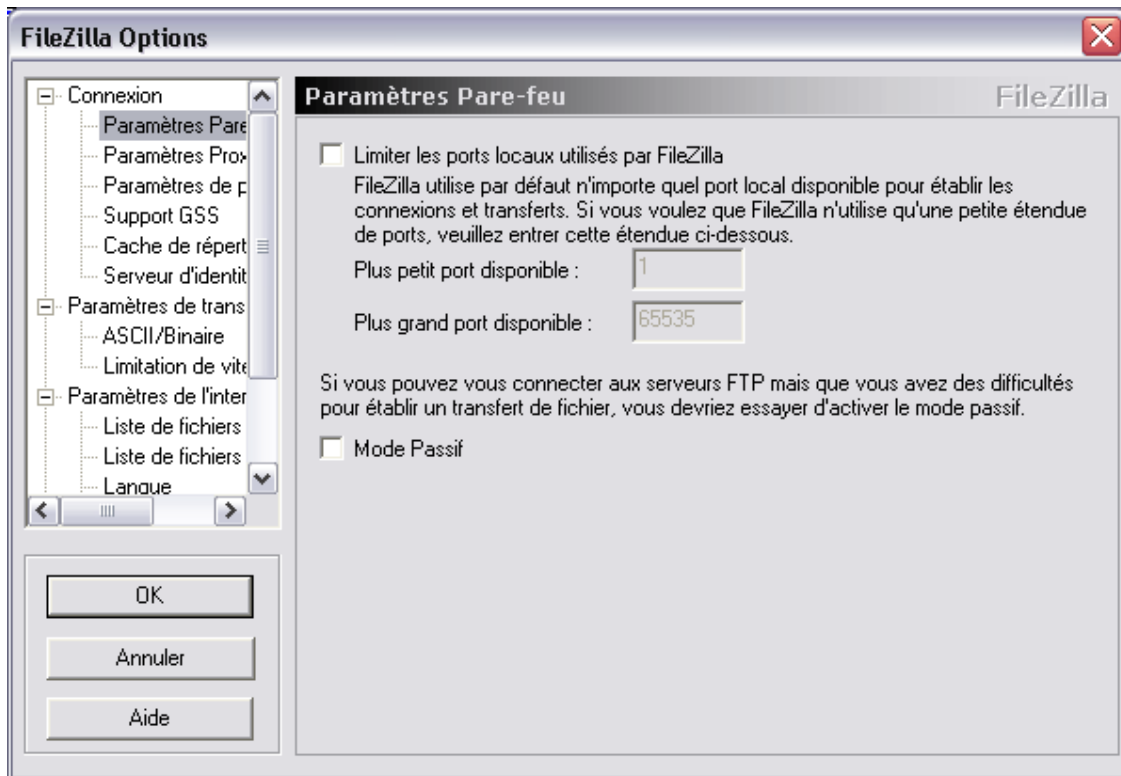 FileZilla Options
Connexion
Paramètres Pare
Paramètres Prox
Paramètres de p
Support GSS
Cache de répert
Serveur d'identit
Paramètres de trans
ASCII/Binaire
Limitation de vite
Paramètres de l'inter
Liste de fichiers
Liste de fichiers
Langue
OK
Annuler
Aide
Paramètres Pare-feu
FileZilla
Limiter les ports locaux utilisés par FileZilla
FileZilla utilise par défaut n'importe quel port local disponible pour établir les
connexions et transferts. Si vous voulez que FileZilla n'utilise qu'une petite étendue
de ports, veuillez entrer cette étendue ci-dessous.
Plus petit port disponible : 1
Plus grand port disponible : 65535
Si vous pouvez vous connecter aux serveurs FTP mais que vous avez des difficultés
pour établir un transfert de fichier, vous devriez essayer d'activer le mode passif.
Mode Passif